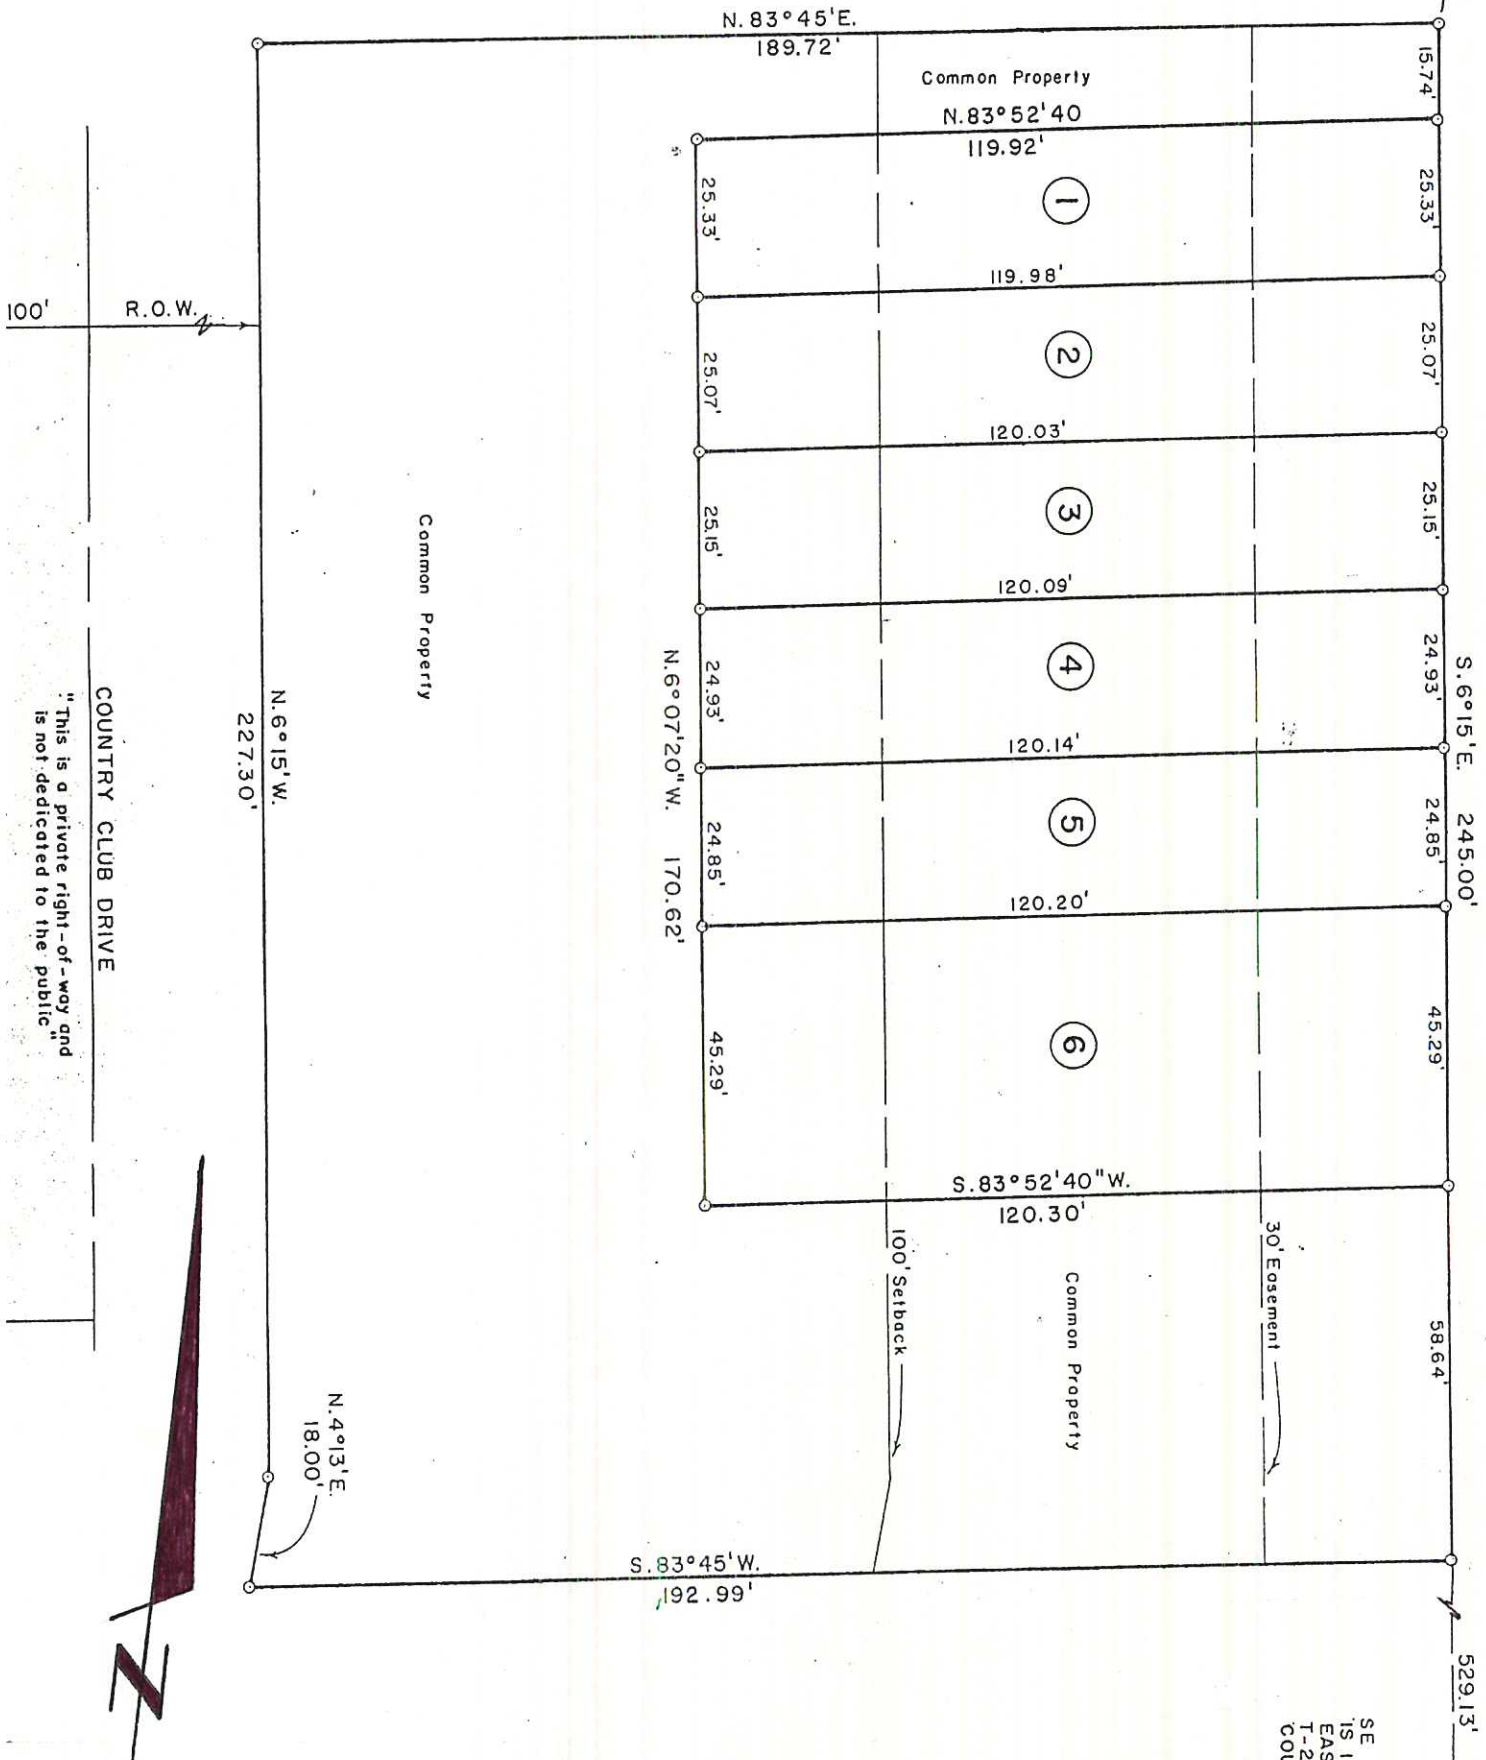 N. 83°45'E.
189.72'
Common Property
N.83°52'40
119.92'
15.74'
25.33'
25.33'
1
119.98'
100'
R.O.W.
25.07'
25.07'
2
120.03'
25.15'
25.15'
3
120.09'
Common Property
24.93'
24.93'
4
120.14'
S. 6°15'E. 245.00'
N. 6°07'20"W. 170.62'
N. 6°15'W.
227.30'
COUNTRY CLUB DRIVE
"This is a private right-of-way and
is not dedicated to the public"
24.85'
24.85'
5
120.20'
45.29'
45.29'
6
S. 83°52'40"W.
120.30'
100' Setback
Common Property
30' Easement
58.64'
N. 4°13'E.
18.00'
S. 83°45'W.
192.99'
N
529.13'
SE
IS
T-2